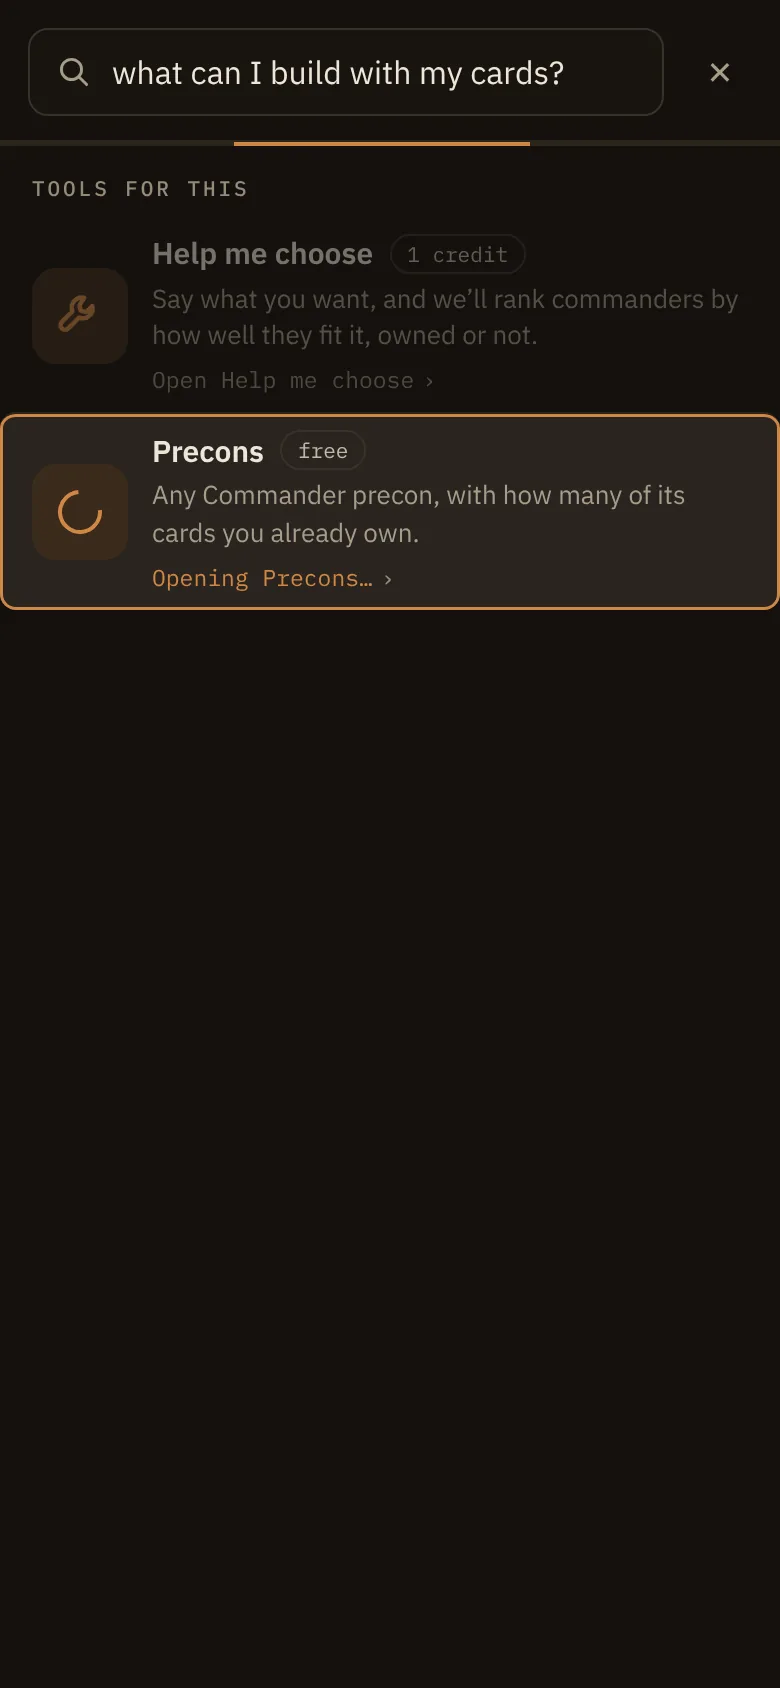 what can I build with my cards?
TOOLS FOR THIS
Help me choose 1 credit
Say what you want, and we’ll rank commanders by
how well they fit it, owned or not.
Open Help me choose ›
Precons free
Any Commander precon, with how many of its
cards you already own.
Opening Precons… ›